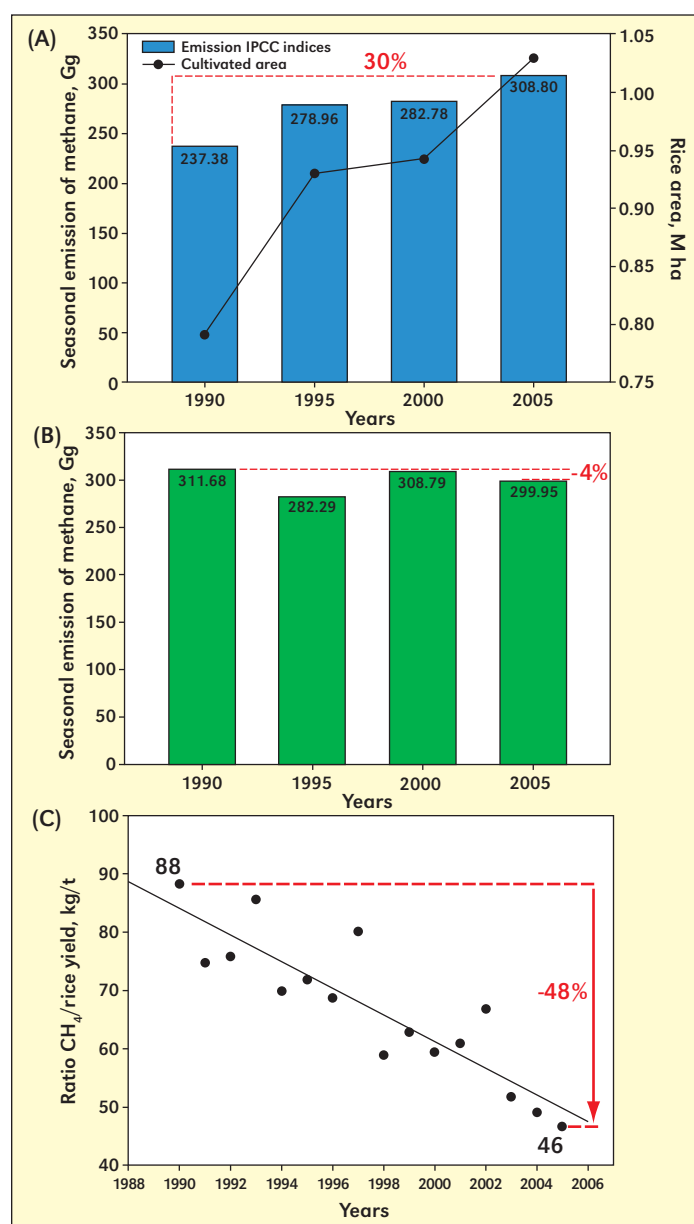 (A)
Emission IPCC indices
Cultivated area
30%
Seasonal emission of methane, Gg
350
300
250
200
150
100
50
0
237.38
278.96
282.78
308.80
1.05
1.00
0.95
0.90
0.85
0.80
0.75
Rice area, M ha
1990 1995 2000 2005
Years
(B)
Seasonal emission of methane, Gg
350
300
250
200
150
100
50
0
311.68
282.29
308.79
299.95
-4%
1990 1995 2000 2005
Years
(C)
Ratio CH₄/rice yield, kg/t
100
90
80
70
60
50
40
88
-48%
46
1988 1990 1992 1994 1996 1998 2000 2002 2004 2006
Years